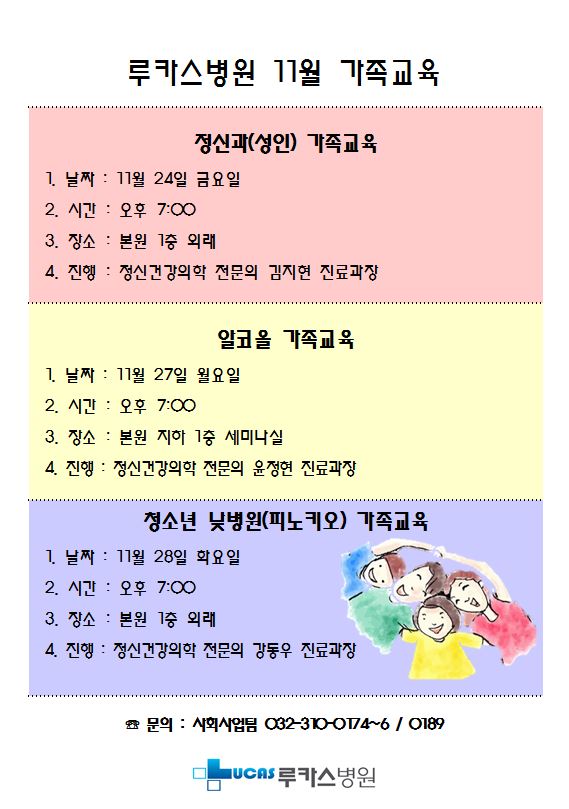 루카스병원 11월 가족교육
정신과(성인) 가족교육
1. 날짜 : 11월 24일 금요일
2. 시간 : 오후 7:00
3. 장소 : 본원 1층 외래
4. 진행 : 정신건강의학 전문의 김지현 진료과장
알코올 가족교육
1. 날짜 : 11월 27일 월요일
2. 시간 : 오후 7:00
3. 장소 : 본원 지하 1층 세미나실
4. 진행 : 정신건강의학 전문의 윤정현 진료과장
청소년 낮병원(피노키오) 가족교육
1. 날짜 : 11월 28일 화요일
2. 시간 : 오후 7:00
3. 장소 : 본원 1층 외래
4. 진행 : 정신건강의학 전문의 강동우 진료과장
☎ 문의 : 사회사업팀 032-310-0174~6 / 0189
LUCAS 루카스병원